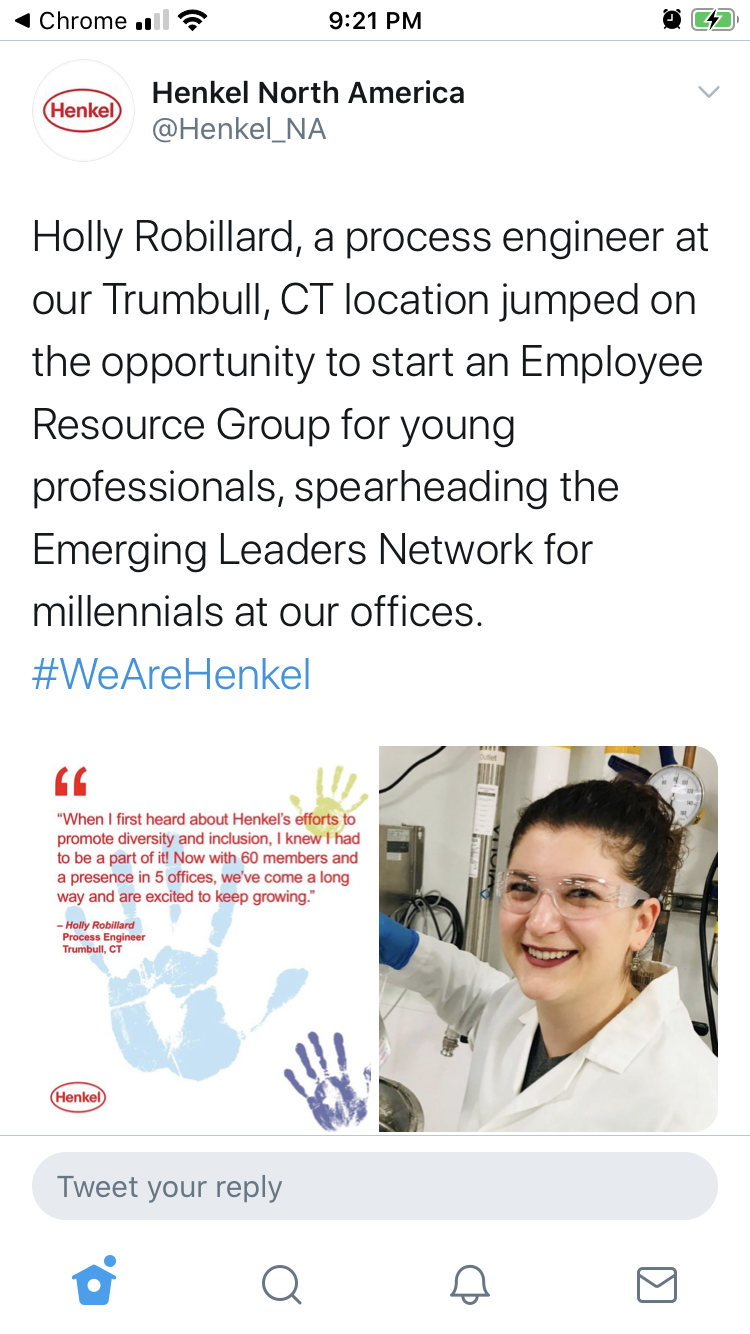 Chrome
9:21 PM
Henkel
Henkel North America
@Henkel_NA
Holly Robillard, a process engineer at
our Trumbull, CT location jumped on
the opportunity to start an Employee
Resource Group for young
professionals, spearheading the
Emerging Leaders Network for
millennials at our offices.
#WeAreHenkel
“
“When I first heard about Henkel’s efforts to
promote diversity and inclusion, I knew I had
to be a part of it! Now with 60 members and
a presence in 5 offices, we’ve come a long
way and are excited to keep growing.”
– Holly Robillard
Process Engineer
Trumbull, CT
Henkel
Tweet your reply